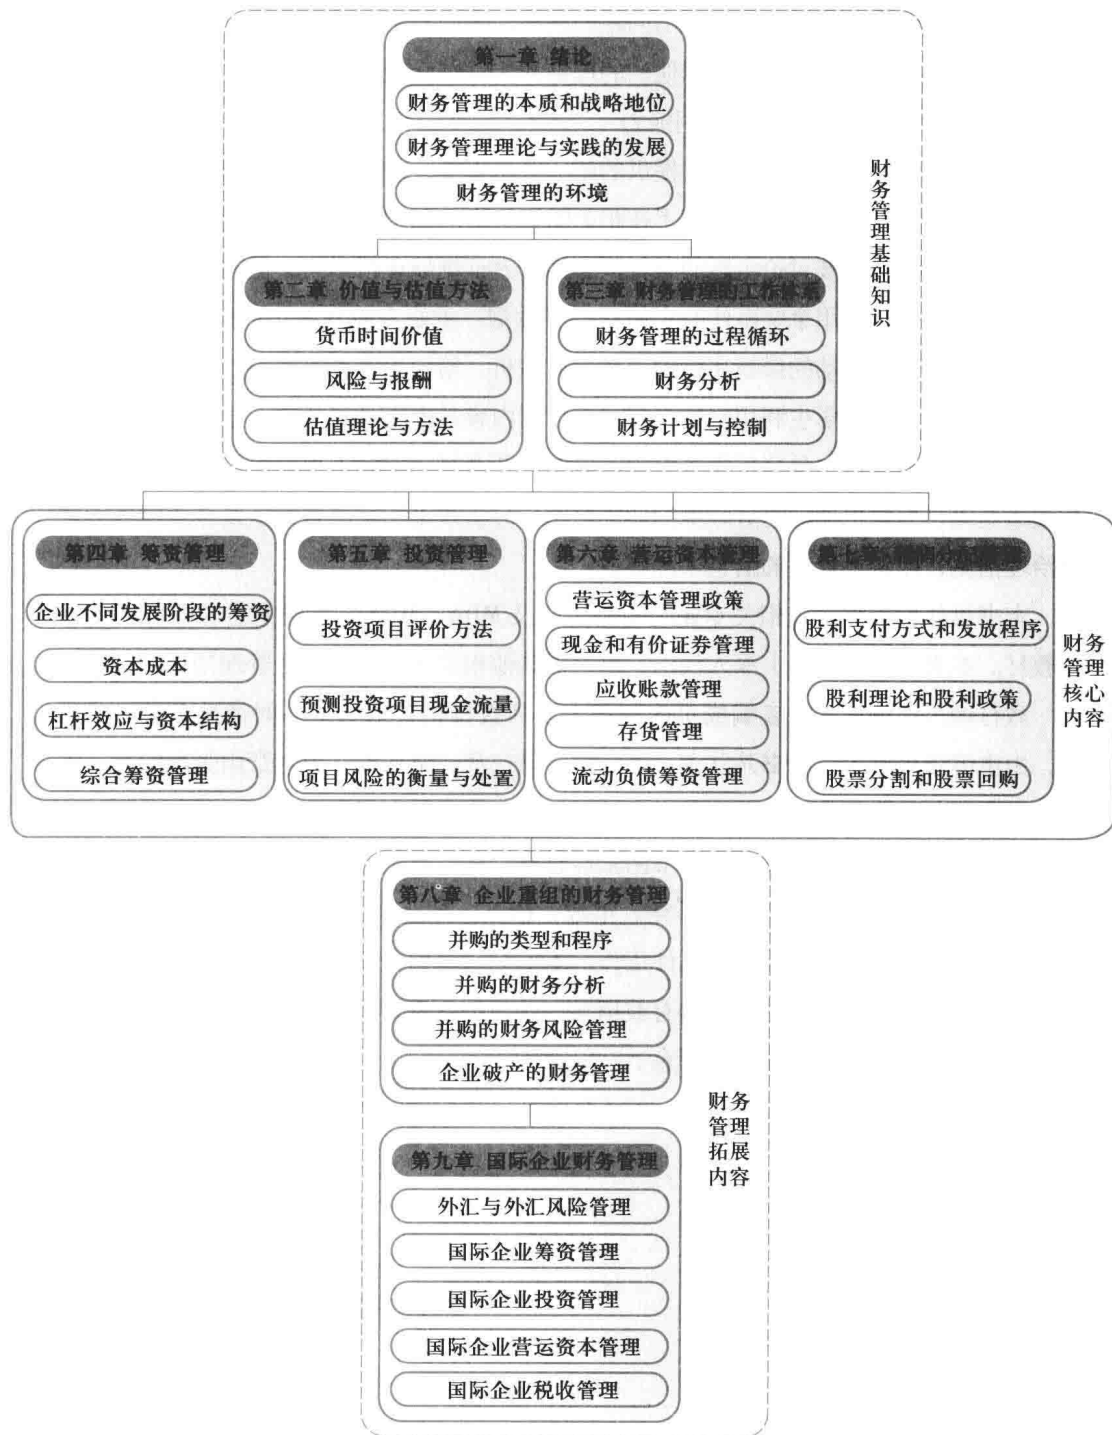 第一章 绪论
财务管理的本质和战略地位
财务管理理论与实践的发展
财务管理的环境
财务管理基础知识
第二章 价值与估值方法
货币时间价值
风险与报酬
估值理论与方法
第三章 财务管理的工作体系
财务管理的过程循环
财务分析
财务计划与控制
第四章 筹资管理
企业不同发展阶段的筹资
资本成本
杠杆效应与资本结构
综合筹资管理
第五章 投资管理
投资项目评价方法
预测投资项目现金流量
项目风险的衡量与处置
第六章 营运资本管理
营运资本管理政策
现金和有价证券管理
应收账款管理
存货管理
流动负债筹资管理
第七章
股利支付方式和发放程序
股利理论和股利政策
股票分割和股票回购
财务
管理
核心
内容
第八章 企业重组的财务管理
并购的类型和程序
并购的财务分析
并购的财务风险管理
企业破产的财务管理
第九章 国际企业财务管理
外汇与外汇风险管理
国际企业筹资管理
国际企业投资管理
国际企业营运资本管理
国际企业税收管理
财务
管理
拓展
内容